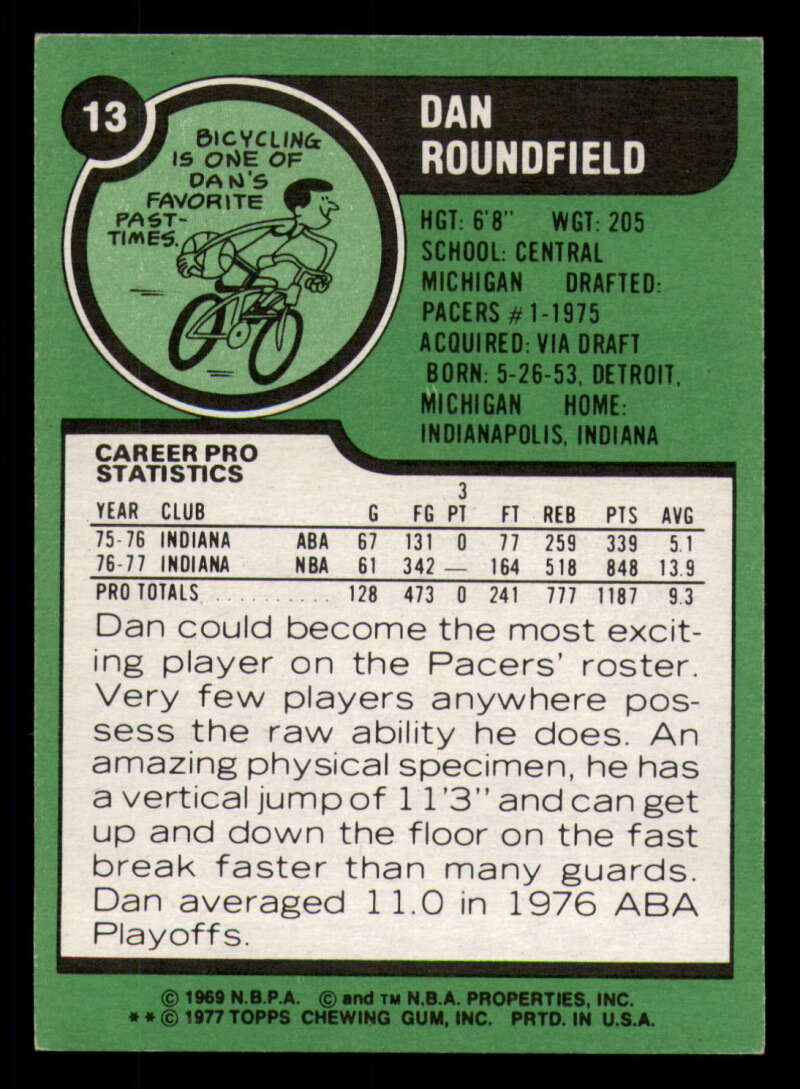 13
BICYCLING
IS ONE OF
DAN'S
FAVORITE
PAST-
TIMES.
DAN
ROUNDFIELD
HGT: 6'8" WGT: 205
SCHOOL: CENTRAL
MICHIGAN DRAFTED:
PACERS #1-1975
ACQUIRED: VIA DRAFT
BORN: 5-26-53, DETROIT,
MICHIGAN HOME:
INDIANAPOLIS, INDIANA
CAREER PRO
STATISTICS
3
YEAR CLUB G FG PT FT REB PTS AVG
75-76 INDIANA ABA 67 131 0 77 259 339 5.1
76-77 INDIANA NBA 61 342 — 164 518 848 13.9
PRO TOTALS ........... 128 473 0 241 777 1187 9.3
Dan could become the most excit-
ing player on the Pacers' roster.
Very few players anywhere pos-
sess the raw ability he does. An
amazing physical specimen, he has
a vertical jump of 11'3" and can get
up and down the floor on the fast
break faster than many guards.
Dan averaged 11.0 in 1976 ABA
Playoffs.
© 1969 N.B.P.A. © and TM N.B.A. PROPERTIES, INC.
**© 1977 TOPPS CHEWING GUM, INC. PRTD. IN U.S.A.